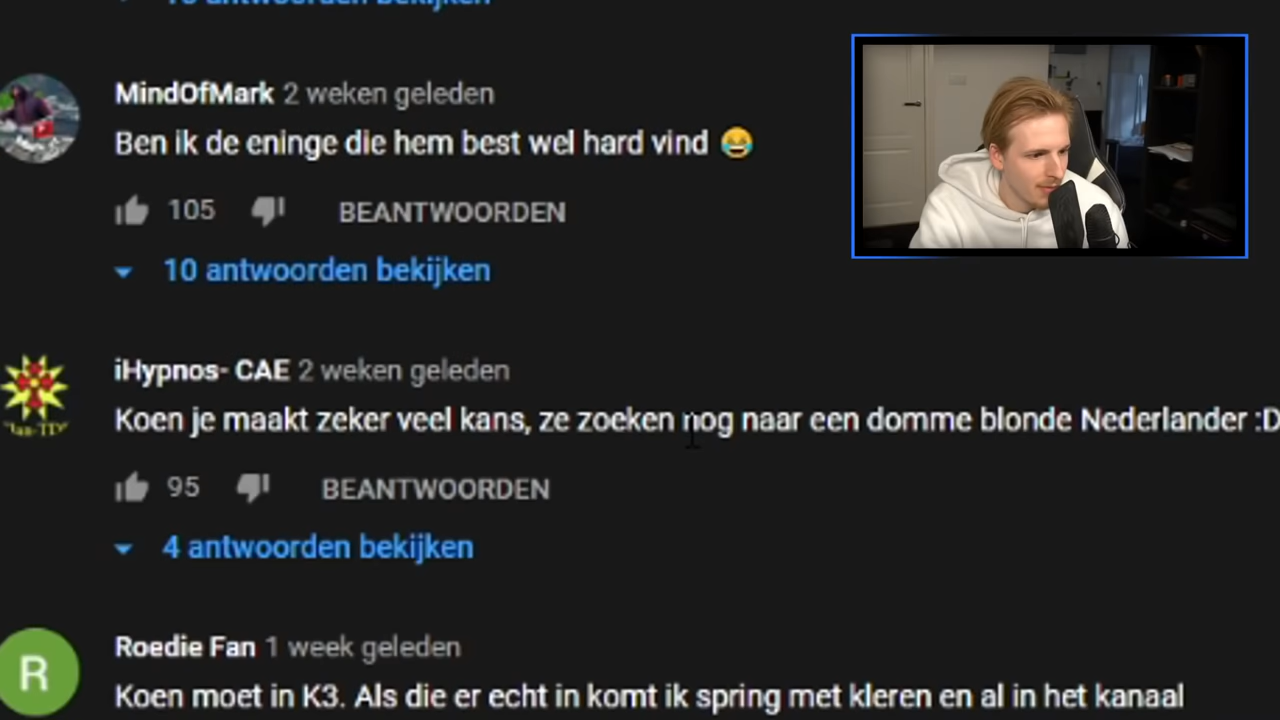 10 antwoorden bekijken
MindOfMark 2 weken geleden
Ben ik de eninge die hem best wel hard vind 😂
105 BEANTWOORDEN
10 antwoorden bekijken
iHypnos- CAE 2 weken geleden
Koen je maakt zeker veel kans, ze zoeken nog naar een domme blonde Nederlander :D
95 BEANTWOORDEN
4 antwoorden bekijken
R
Roedie Fan 1 week geleden
Koen moet in K3. Als die er echt in komt ik spring met kleren en al in het kanaal